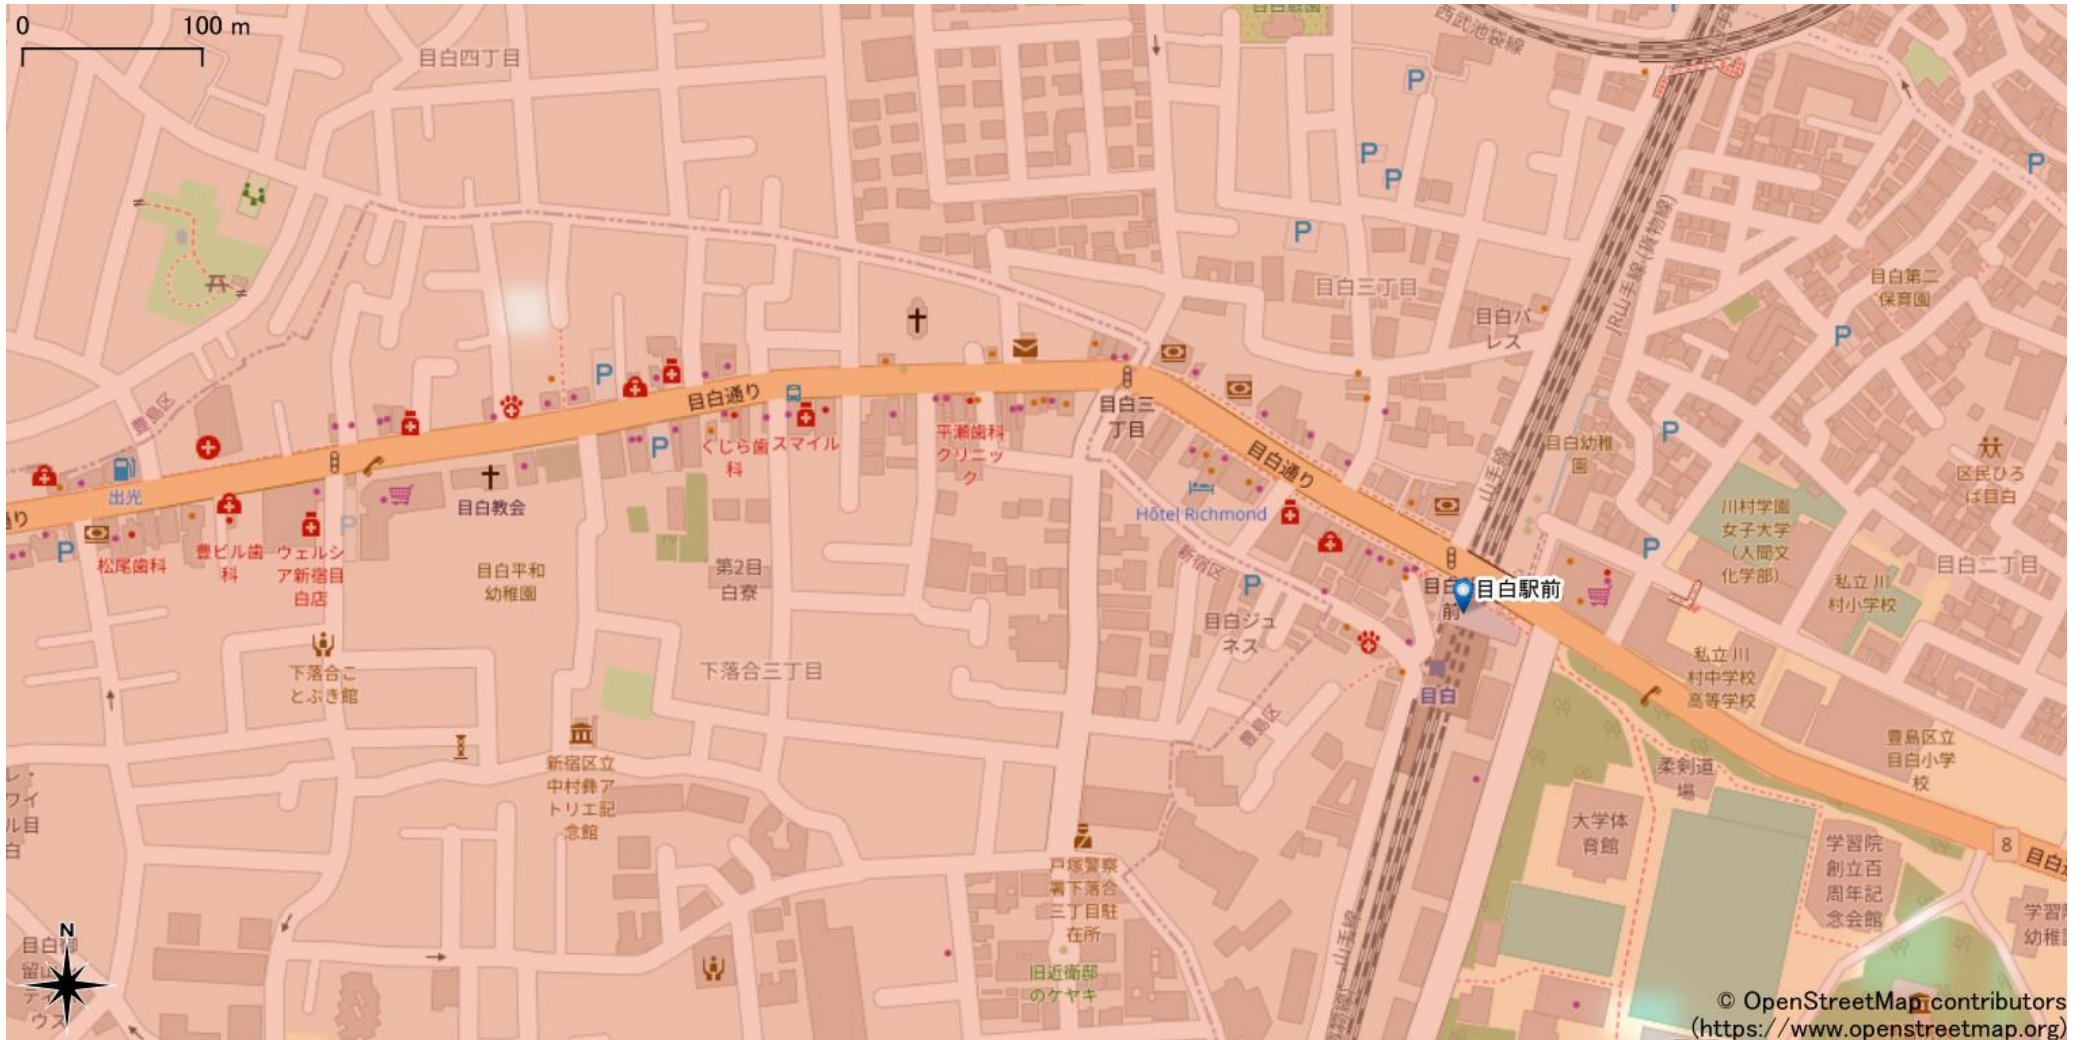 0 100 m
目白四丁目
目白庭園
西武池袋線
JR山手線 (貨物線)
目白三丁目
目白パ
レス
目白第二
保育園
豊島区
目白通り
目白三
丁目
くじら歯
科
スマイル
平瀬歯科
クリニッ
ク
目白通り
山手線
目白幼稚
園
区民ひろ
ば目白
出光
目白教会
Hôtel Richmond
川村学園
女子大学
(人間文
化学部)
松尾歯科
豊ビル歯
科
ウェルシ
ア新宿目
白店
目白平和
幼稚園
第2目
白寮
新宿区
目白駅前
私立川
村小学校
目白二丁目
目白ジュ
ネス
下落合こ
とぶき館
下落合三丁目
目白
豊島区
私立川
村中学校
高等学校
新宿区立
中村彝ア
トリエ記
念館
柔剣道
場
豊島区立
目白小学
校
大学体
育館
学習院
創立百
周年記
念会館
8
戸塚警察
署下落合
三丁目駐
在所
旧近衛邸
のケヤキ
山手線
N
© OpenStreetMap contributors
(https://www.openstreetmap.org)